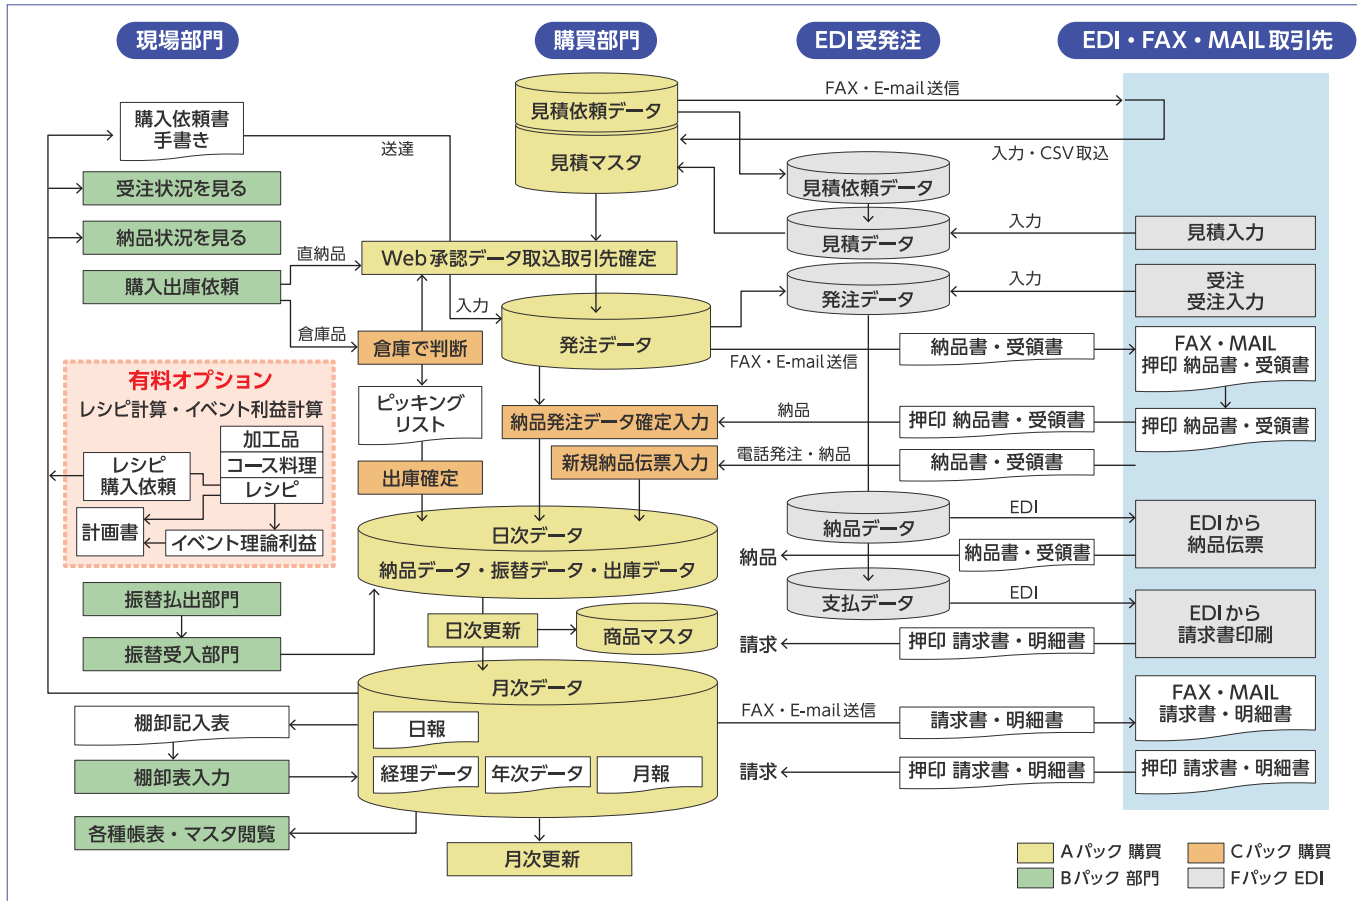 現場部門
購買部門
EDI受発注
EDI・FAX・MAIL取引先
購入依頼書
手書き
送達
受注状況を見る
納品状況を見る
購入出庫依頼
直納品
倉庫品
見積依頼データ
見積マスタ
FAX・E-mail送信
入力・CSV取込
見積依頼データ
見積データ
入力
見積入力
Web承認データ取込取引先確定
入力
発注データ
発注データ
入力
受注
受注入力
倉庫で判断
FAX・E-mail送信
納品書・受領書
FAX・MAIL
押印 納品書・受領書
有料オプション
レシピ計算・イベント利益計算
加工品
コース料理
レシピ
レシピ
購入依頼
計画書
イベント理論利益
ピッキング
リスト
納品発注データ確定入力
納品
押印 納品書・受領書
押印 納品書・受領書
出庫確定
新規納品伝票入力
電話発注・納品
納品書・受領書
日次データ
納品データ・振替データ・出庫データ
納品データ
EDI
EDIから
納品伝票
納品
納品書・受領書
支払データ
EDI
EDIから
請求書印刷
請求
押印 請求書・明細書
振替払出部門
振替受入部門
日次更新
商品マスタ
月次データ
日報
経理データ
年次データ
月報
FAX・E-mail送信
請求書・明細書
FAX・MAIL
請求書・明細書
請求
押印 請求書・明細書
押印 請求書・明細書
棚卸記入表
棚卸表入力
各種帳表・マスタ閲覧
月次更新
Aパック 購買
Cパック 購買
Bパック 部門
Fパック EDI